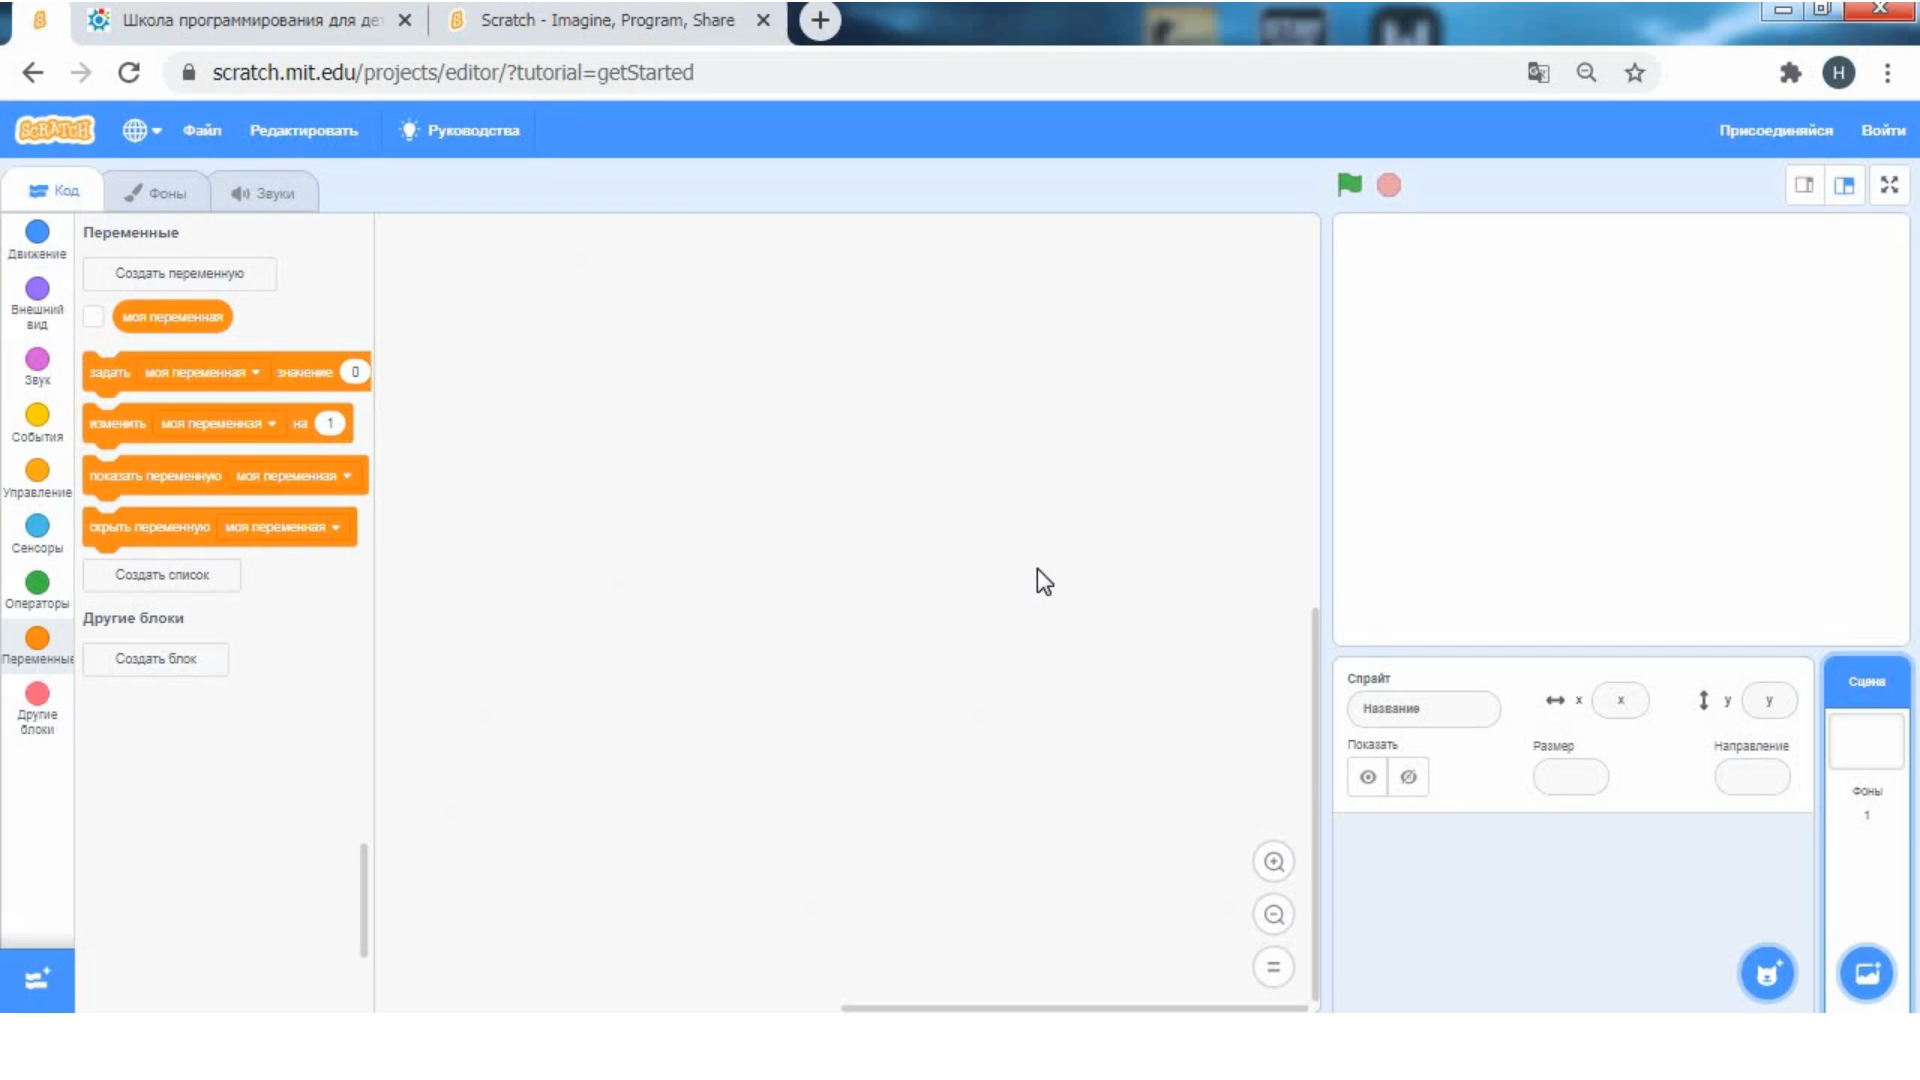 Школа программирования для де
Scratch - Imagine, Program, Share
scratch.mit.edu/projects/editor/?tutorial=getStarted
H
SCRATCH
Файл
Редактировать
Руководства
Присоединяйся
Войти
Код
Фоны
Звуки
Движение
Внешний
вид
Звук
События
Управление
Сенсоры
Операторы
Переменные
Другие
блоки
Переменные
Создать переменную
моя переменная
задать моя переменная значение 0
изменить моя переменная на 1
показать переменную моя переменная
скрыть переменную моя переменная
Создать список
Другие блоки
Создать блок
Спрайт
Название
x x
y y
Показать
Размер
Направление
Сцена
Фоны
1